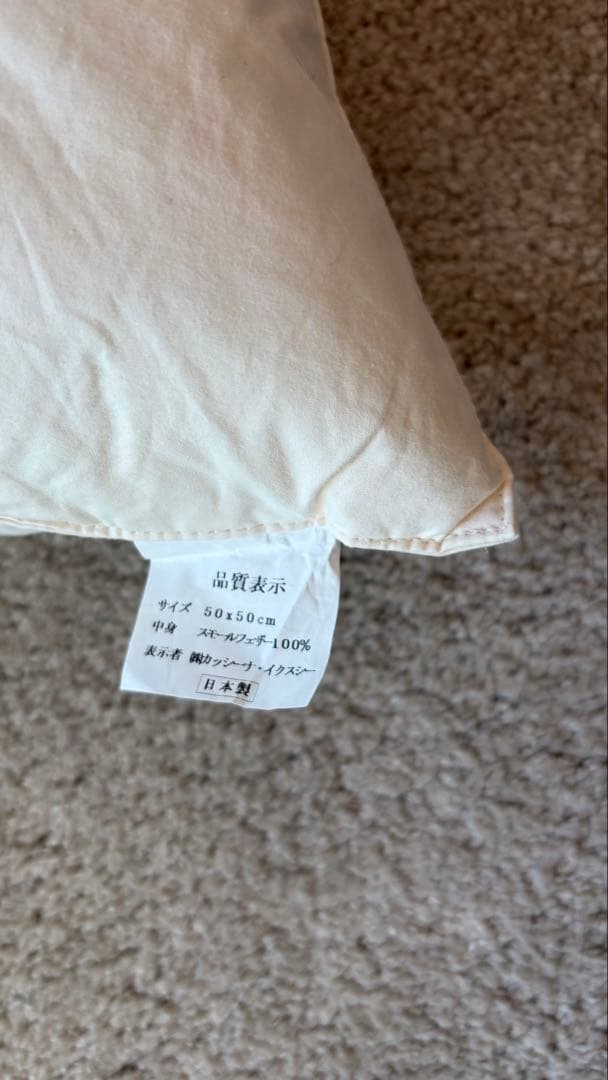 品質表示
サイズ 50x50cm
中身 スモールフェザー100%
表示者 ㈱カッシーナ・イクスシー
日本製